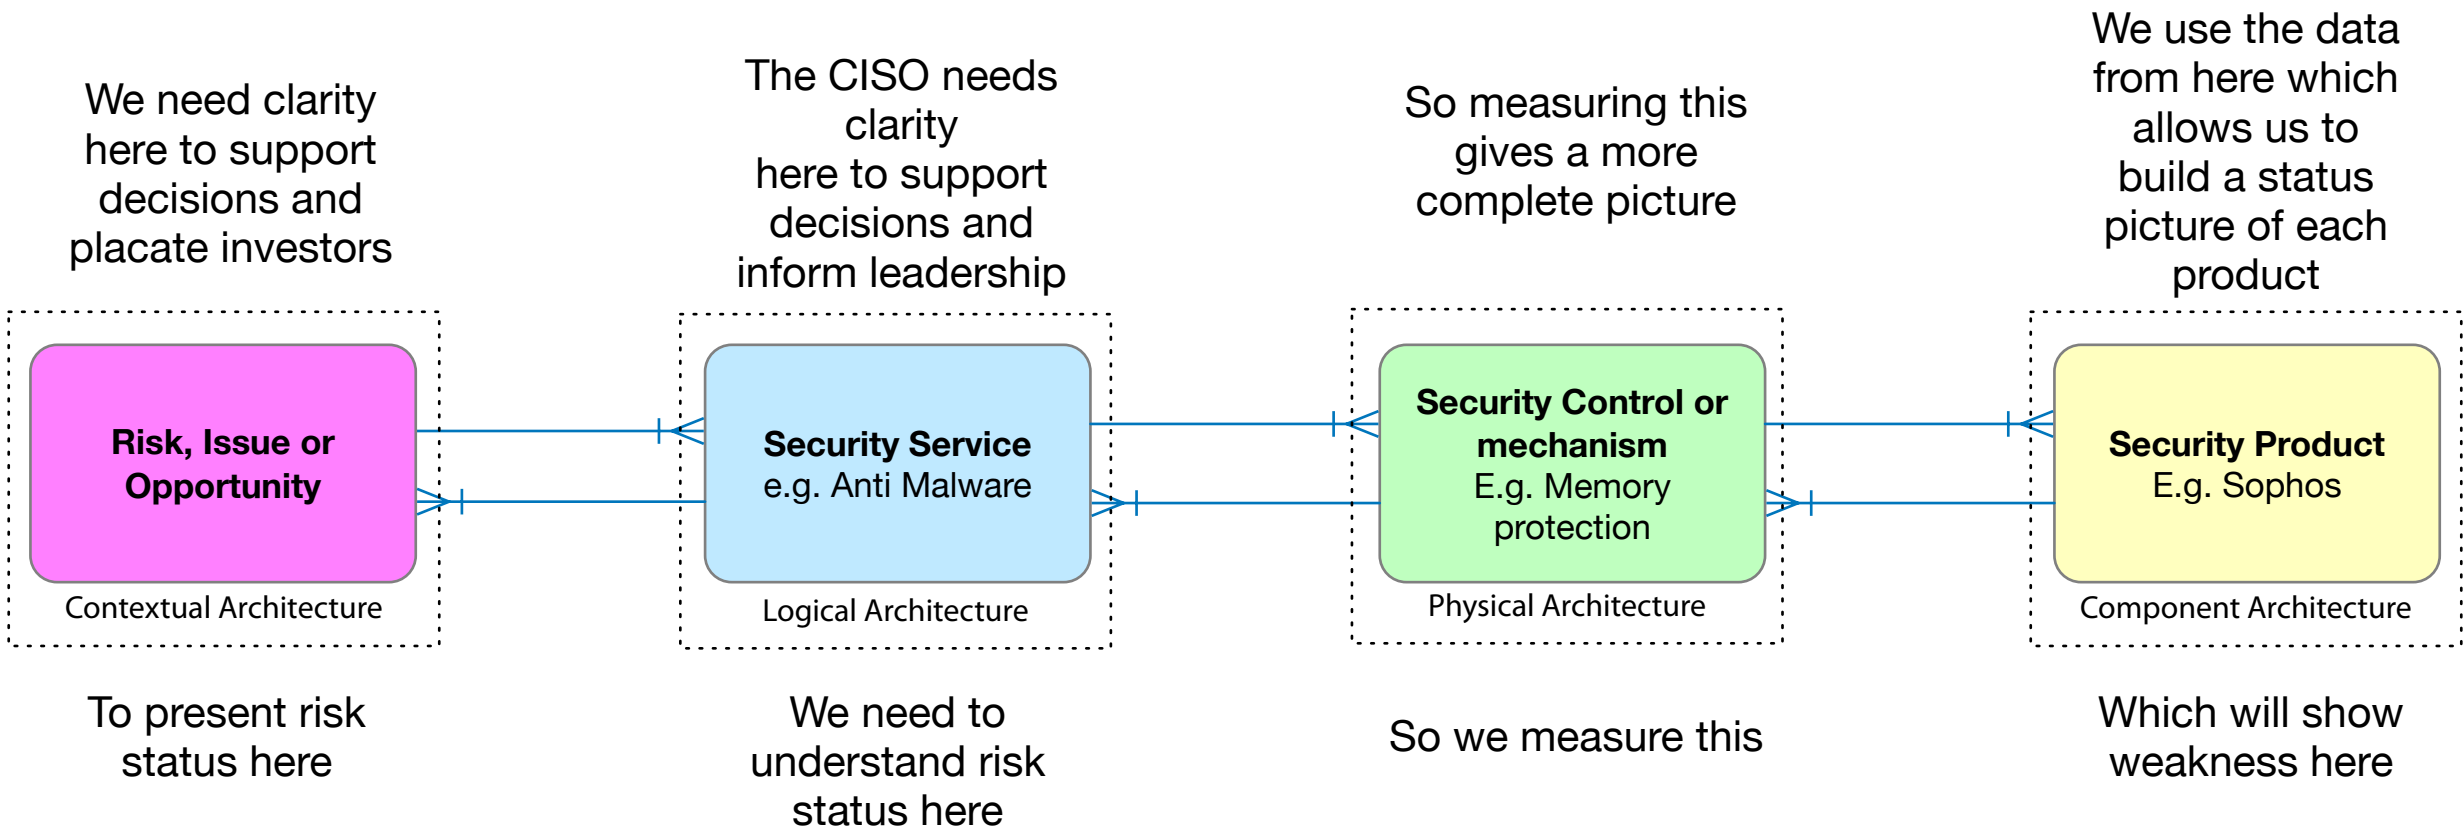 We need clarity
here to support
decisions and
placate investors
The CISO needs
clarity
here to support
decisions and
inform leadership
So measuring this
gives a more
complete picture
We use the data
from here which
allows us to
build a status
picture of each
product
Risk, Issue or
Opportunity
Contextual Architecture
Security Service
e.g. Anti Malware
Logical Architecture
Security Control or
mechanism
E.g. Memory
protection
Physical Architecture
Security Product
E.g. Sophos
Component Architecture
To present risk
status here
We need to
understand risk
status here
So we measure this
Which will show
weakness here